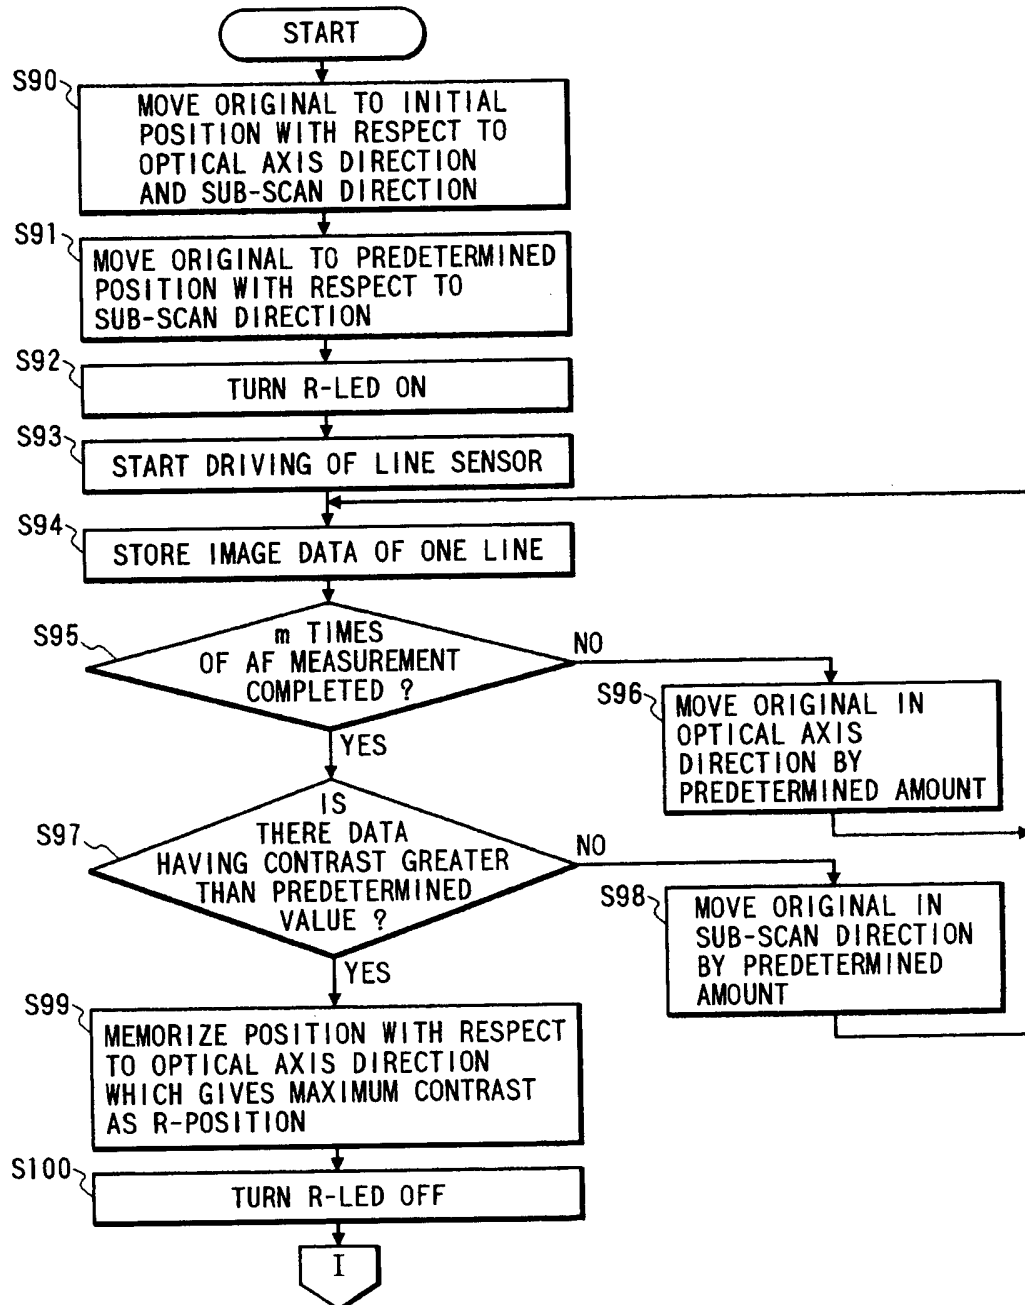 START
S90
MOVE ORIGINAL TO INITIAL
POSITION WITH RESPECT TO
OPTICAL AXIS DIRECTION
AND SUB-SCAN DIRECTION
S91
MOVE ORIGINAL TO PREDETERMINED
POSITION WITH RESPECT TO
SUB-SCAN DIRECTION
S92
TURN R-LED ON
S93
START DRIVING OF LINE SENSOR
S94
STORE IMAGE DATA OF ONE LINE
S95
m TIMES
OF AF MEASUREMENT
COMPLETED ?
NO
YES
S96
MOVE ORIGINAL IN
OPTICAL AXIS
DIRECTION BY
PREDETERMINED AMOUNT
S97
IS
THERE DATA
HAVING CONTRAST GREATER
THAN PREDETERMINED
VALUE ?
NO
YES
S98
MOVE ORIGINAL IN
SUB-SCAN DIRECTION
BY PREDETERMINED
AMOUNT
S99
MEMORIZE POSITION WITH RESPECT
TO OPTICAL AXIS DIRECTION
WHICH GIVES MAXIMUM CONTRAST
AS R-POSITION
S100
TURN R-LED OFF
I